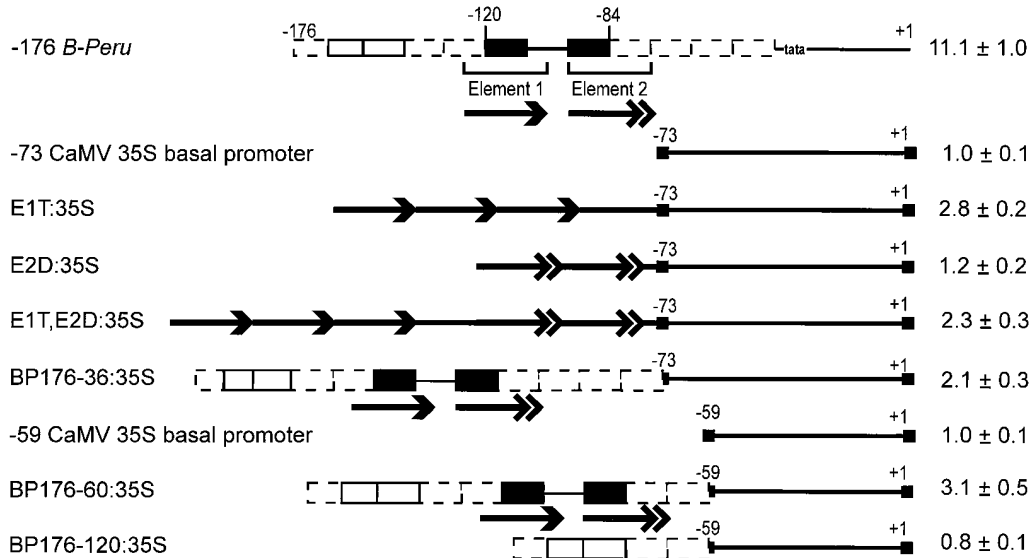 -120 -84
-176 +1
-176 B-Peru tata 11.1 ± 1.0
Element 1 Element 2
-73 +1
-73 CaMV 35S basal promoter 1.0 ± 0.1
-73 +1
E1T:35S 2.8 ± 0.2
-73 +1
E2D:35S 1.2 ± 0.2
-73 +1
E1T,E2D:35S 2.3 ± 0.3
-73 +1
BP176-36:35S 2.1 ± 0.3
-59 +1
-59 CaMV 35S basal promoter 1.0 ± 0.1
-59 +1
BP176-60:35S 3.1 ± 0.5
-59 +1
BP176-120:35S 0.8 ± 0.1